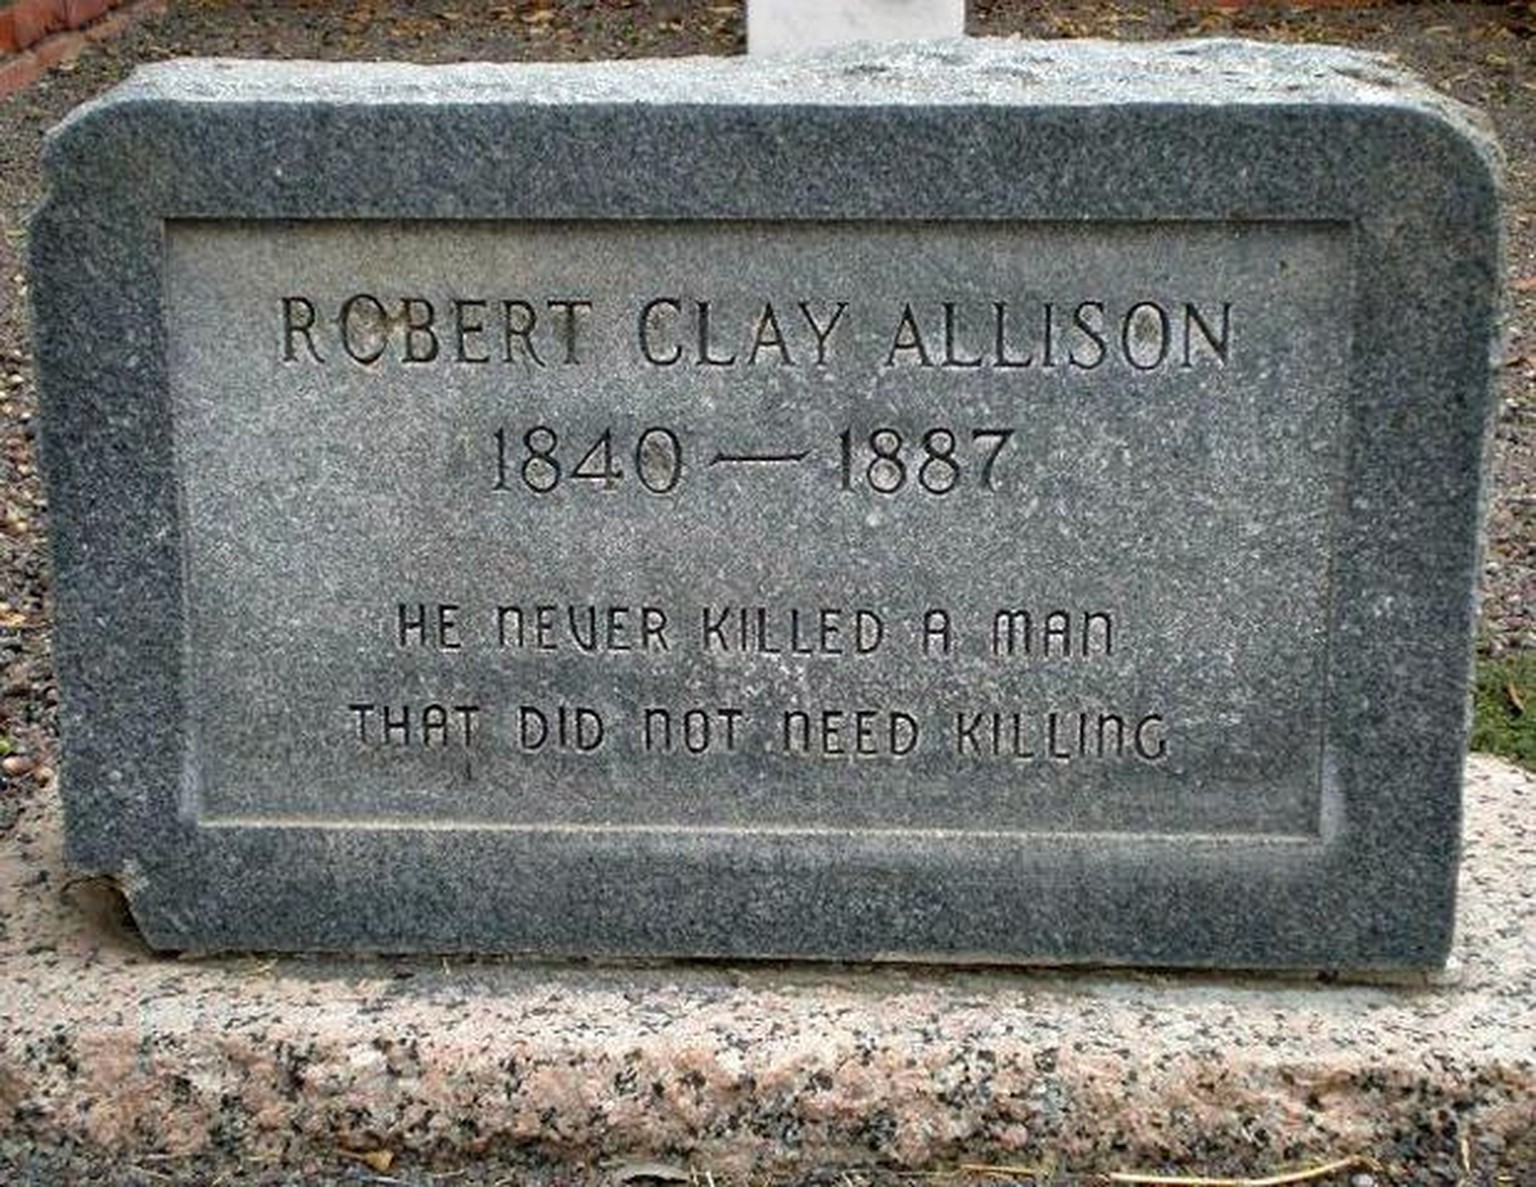 ROBERT CLAY ALLISON
1840 — 1887
HE NEVER KILLED A MAN
THAT DID NOT NEED KILLING